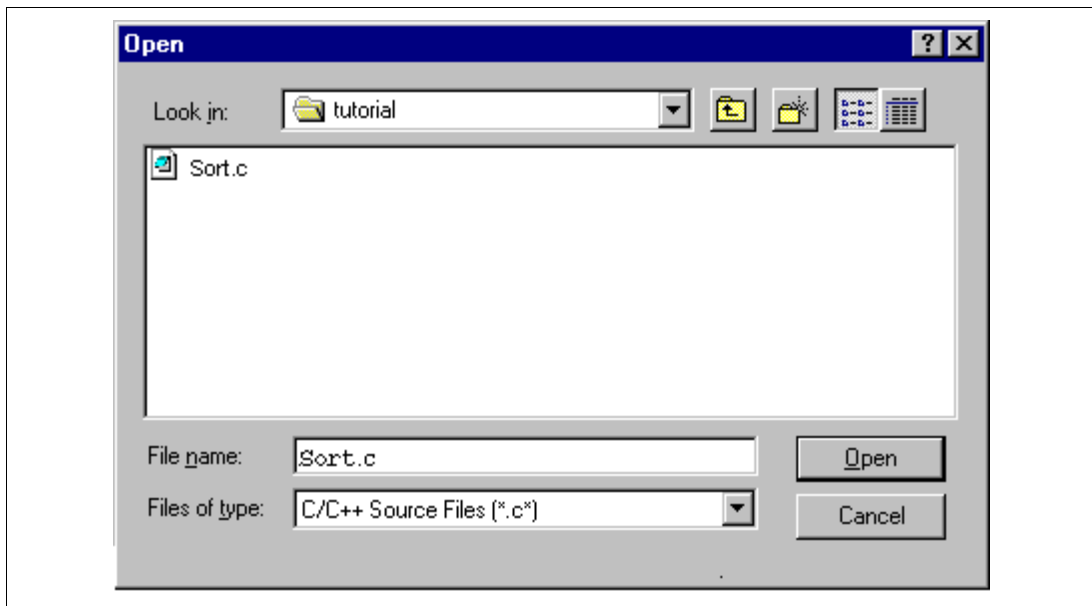 Open
Look in: tutorial
Sort.c
File name: Sort.c
Open
Files of type: C/C++ Source Files (*.c*)
Cancel